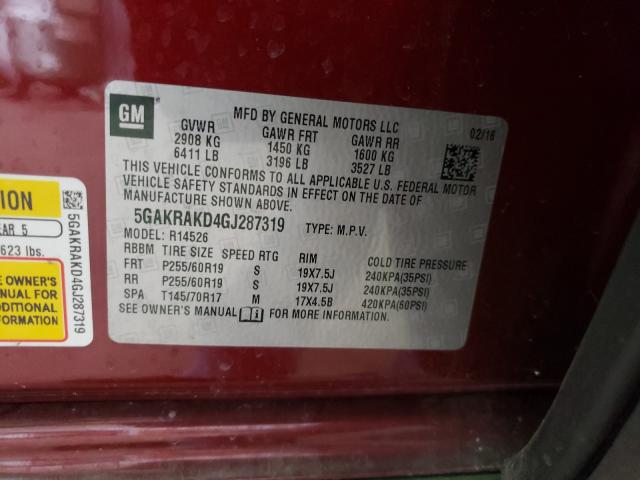 GM
MFD BY GENERAL MOTORS LLC
02/16
GVWR GAWR FRT GAWR RR
2908 KG 1450 KG 1600 KG
6411 LB 3196 LB 3527 LB
THIS VEHICLE CONFORMS TO ALL APPLICABLE U.S. FEDERAL MOTOR
VEHICLE SAFETY STANDARDS IN EFFECT ON THE DATE OF
MANUFACTURE SHOWN ABOVE.
5GAKRAKD4GJ287319 TYPE: M.P.V.
MODEL: R14526
RBBM TIRE SIZE SPEED RTG RIM COLD TIRE PRESSURE
FRT P255/60R19 S 19X7.5J 240KPA(35PSI)
RR P255/60R19 S 19X7.5J 240KPA(35PSI)
SPA T145/70R17 M 17X4.5B 420KPA(60PSI)
SEE OWNER'S MANUAL FOR MORE INFORMATION.
TION
EAR 5
623 lbs.
E OWNER'S
NUAL FOR
DDITIONAL
FORMATION
5GAKRAKD4GJ287319